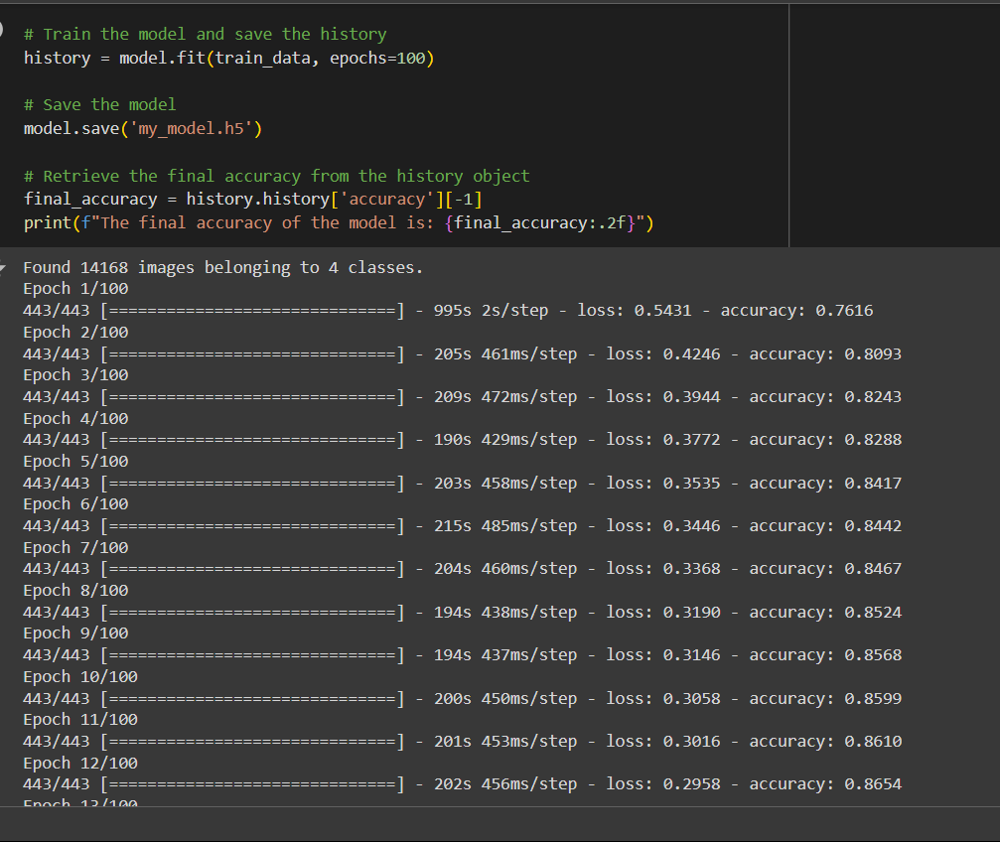 # Train the model and save the history
history = model.fit(train_data, epochs=100)
# Save the model
model.save('my_model.h5')
# Retrieve the final accuracy from the history object
final_accuracy = history.history['accuracy'][-1]
print(f"The final accuracy of the model is: {final_accuracy:.2f}")
Found 14168 images belonging to 4 classes.
Epoch 1/100
443/443 [==============================] - 995s 2s/step - loss: 0.5431 - accuracy: 0.7616
Epoch 2/100
443/443 [==============================] - 205s 461ms/step - loss: 0.4246 - accuracy: 0.8093
Epoch 3/100
443/443 [==============================] - 209s 472ms/step - loss: 0.3944 - accuracy: 0.8243
Epoch 4/100
443/443 [==============================] - 190s 429ms/step - loss: 0.3772 - accuracy: 0.8288
Epoch 5/100
443/443 [==============================] - 203s 458ms/step - loss: 0.3535 - accuracy: 0.8417
Epoch 6/100
443/443 [==============================] - 215s 485ms/step - loss: 0.3446 - accuracy: 0.8442
Epoch 7/100
443/443 [==============================] - 204s 460ms/step - loss: 0.3368 - accuracy: 0.8467
Epoch 8/100
443/443 [==============================] - 194s 438ms/step - loss: 0.3190 - accuracy: 0.8524
Epoch 9/100
443/443 [==============================] - 194s 437ms/step - loss: 0.3146 - accuracy: 0.8568
Epoch 10/100
443/443 [==============================] - 200s 450ms/step - loss: 0.3058 - accuracy: 0.8599
Epoch 11/100
443/443 [==============================] - 201s 453ms/step - loss: 0.3016 - accuracy: 0.8610
Epoch 12/100
443/443 [==============================] - 202s 456ms/step - loss: 0.2958 - accuracy: 0.8654
Epoch 13/100